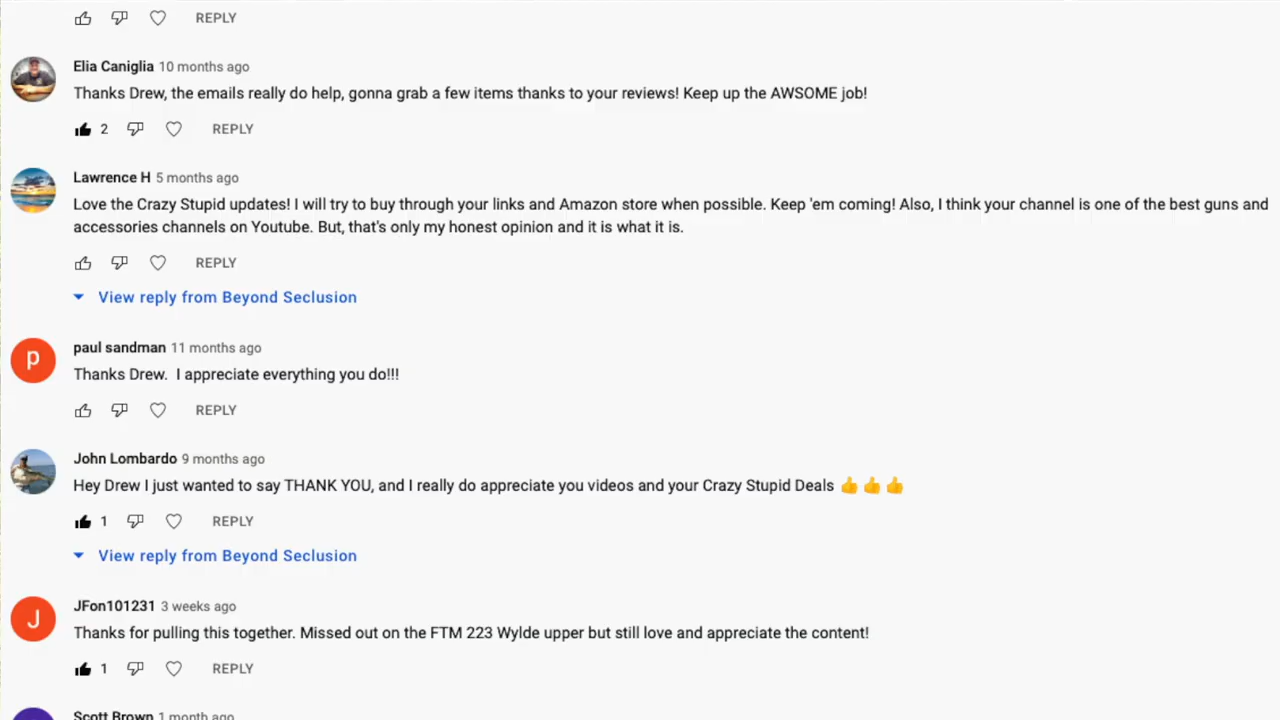 REPLY
Elia Caniglia 10 months ago
Thanks Drew, the emails really do help, gonna grab a few items thanks to your reviews! Keep up the AWSOME job!
2 REPLY
Lawrence H 5 months ago
Love the Crazy Stupid updates! I will try to buy through your links and Amazon store when possible. Keep 'em coming! Also, I think your channel is one of the best guns and
accessories channels on Youtube. But, that's only my honest opinion and it is what it is.
REPLY
View reply from Beyond Seclusion
p
paul sandman 11 months ago
Thanks Drew.  I appreciate everything you do!!!
REPLY
John Lombardo 9 months ago
Hey Drew I just wanted to say THANK YOU, and I really do appreciate you videos and your Crazy Stupid Deals 👍 👍 👍
1 REPLY
View reply from Beyond Seclusion
J
JFon101231 3 weeks ago
Thanks for pulling this together. Missed out on the FTM 223 Wylde upper but still love and appreciate the content!
1 REPLY
Scott Brown 1 month ago